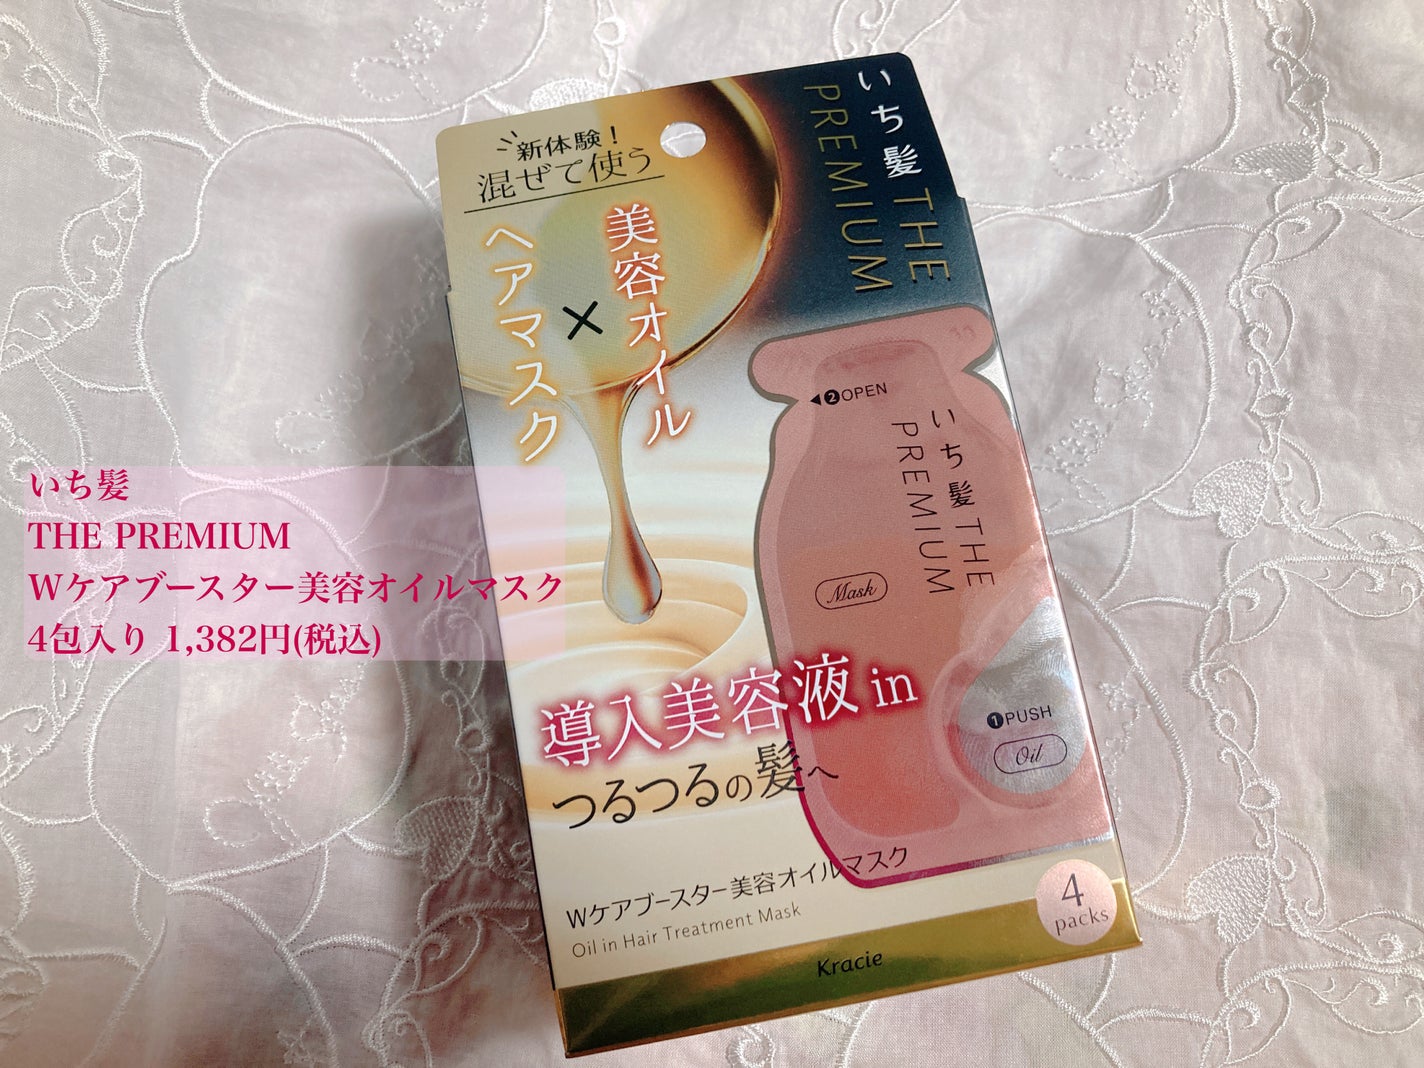 新体験！
混ぜて使う
美容オイル
×
ヘアマスク
いち髪 THE
PREMIUM
◀❷OPEN
いち髪 THE
PREMIUM
Mask
❶PUSH
Oil
導入美容液 in
つるつるの髪へ
Wケアブースター美容オイルマスク
Oil in Hair Treatment Mask
4
packs
Kracie
いち髪
THE PREMIUM
Wケアブースター美容オイルマスク
4包入り 1,382円(税込)